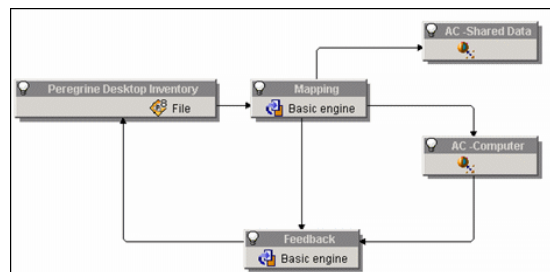 AC -Shared Data
Peregrine Desktop Inventory
File
Mapping
Basic engine
AC -Computer
Feedback
Basic engine